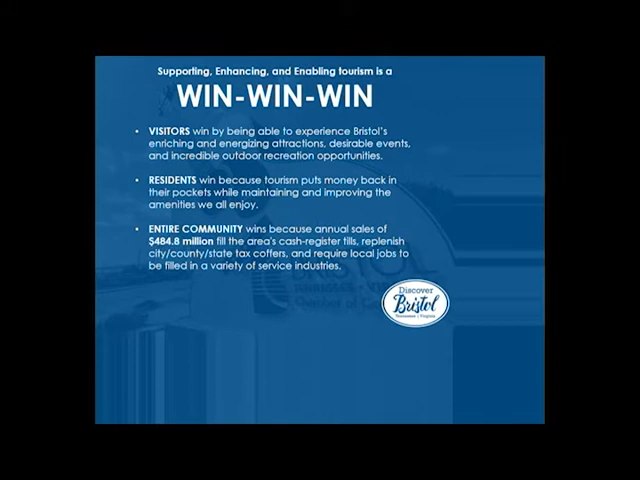 Supporting, Enhancing, and Enabling tourism is a
WIN-WIN-WIN
• VISITORS win by being able to experience Bristol's
enriching and energizing attractions, desirable events,
and incredible outdoor recreation opportunities.
• RESIDENTS win because tourism puts money back in
their pockets while maintaining and improving the
amenities we all enjoy.
• ENTIRE COMMUNITY wins because annual sales of
$484.8 million fill the area's cash-register tills, replenish
city/county/state tax coffers, and require local jobs to
be filled in a variety of service industries.
Discover
Bristol
Tennessee / Virginia